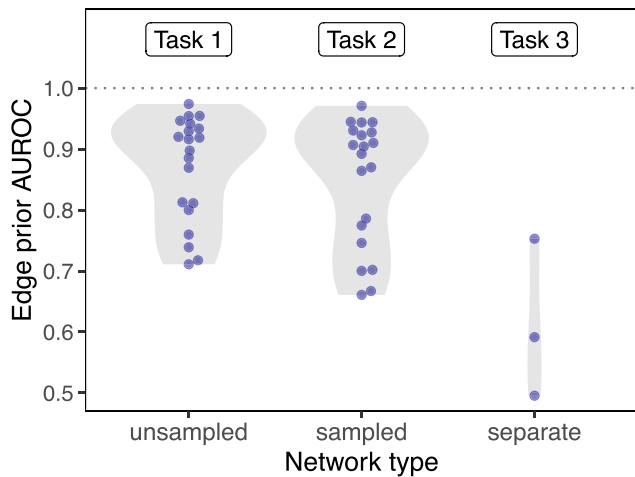 Task 1
Task 2
Task 3
1.0
0.9
0.8
0.7
0.6
0.5
Edge prior AUROC
unsampled
sampled
separate
Network type